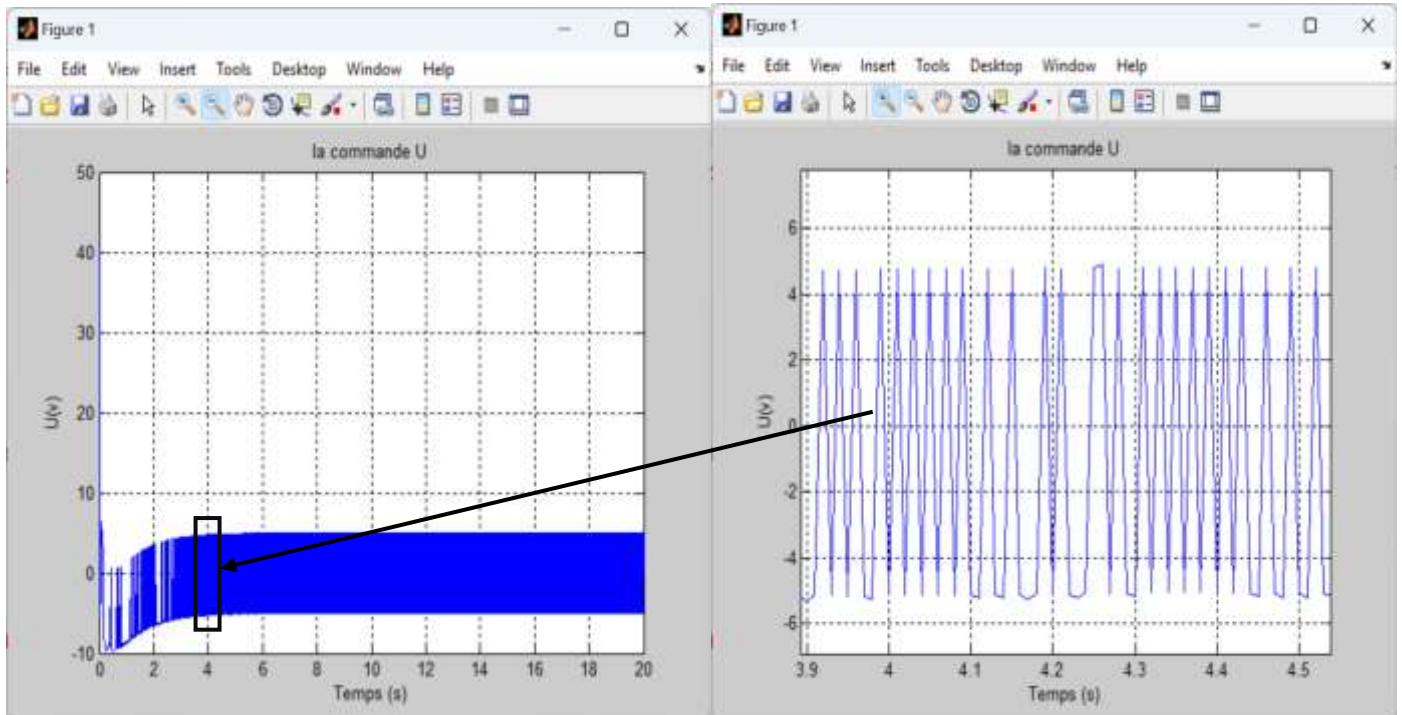 Figure 1
File Edit View Insert Tools Desktop Window Help
la commande U
50
40
30
20
10
0
-10
U(v)
0 2 4 6 8 10 12 14 16 18 20
Temps (s)
Figure 1
File Edit View Insert Tools Desktop Window Help
la commande U
6
4
2
0
-2
-4
-6
U(v)
3.9 4 4.1 4.2 4.3 4.4 4.5
Temps (s)